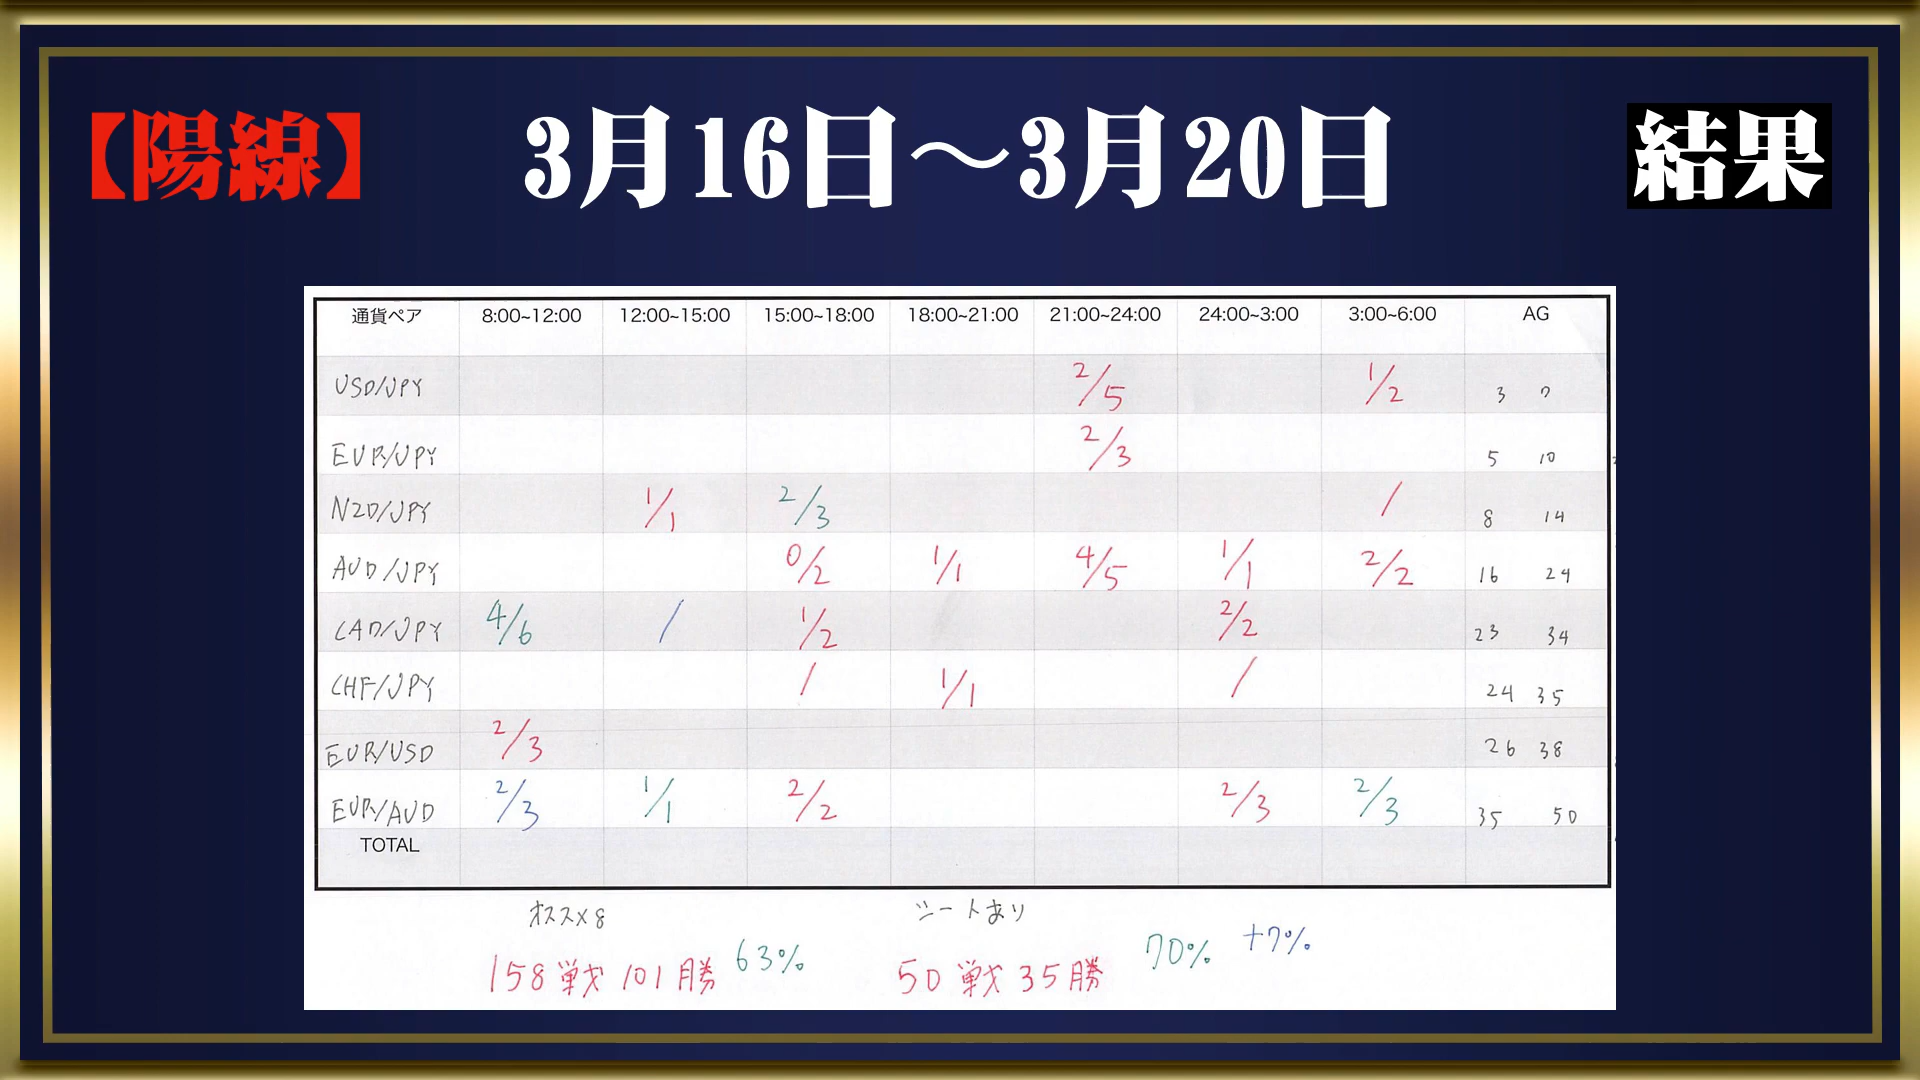 【陽線】 3月16日～3月20日 結果
通貨ペア 8:00~12:00 12:00~15:00 15:00~18:00 18:00~21:00 21:00~24:00 24:00~3:00 3:00~6:00 AG
USD/JPY 2/5 1/2 3 7
EUR/JPY 2/3 5 10
NZD/JPY 1/1 2/3 / 8 14
AUD/JPY 0/2 1/1 4/5 1/1 2/2 16 24
CAD/JPY 4/6 / 1/2 2/2 23 34
CHF/JPY / 1/1 / 24 35
EUR/USD 2/3 26 38
EUR/AUD 2/3 1/1 2/2 2/3 2/3 35 50
TOTAL
オススメ8 シートあり
158戦101勝 63% 50戦35勝 70% +7%